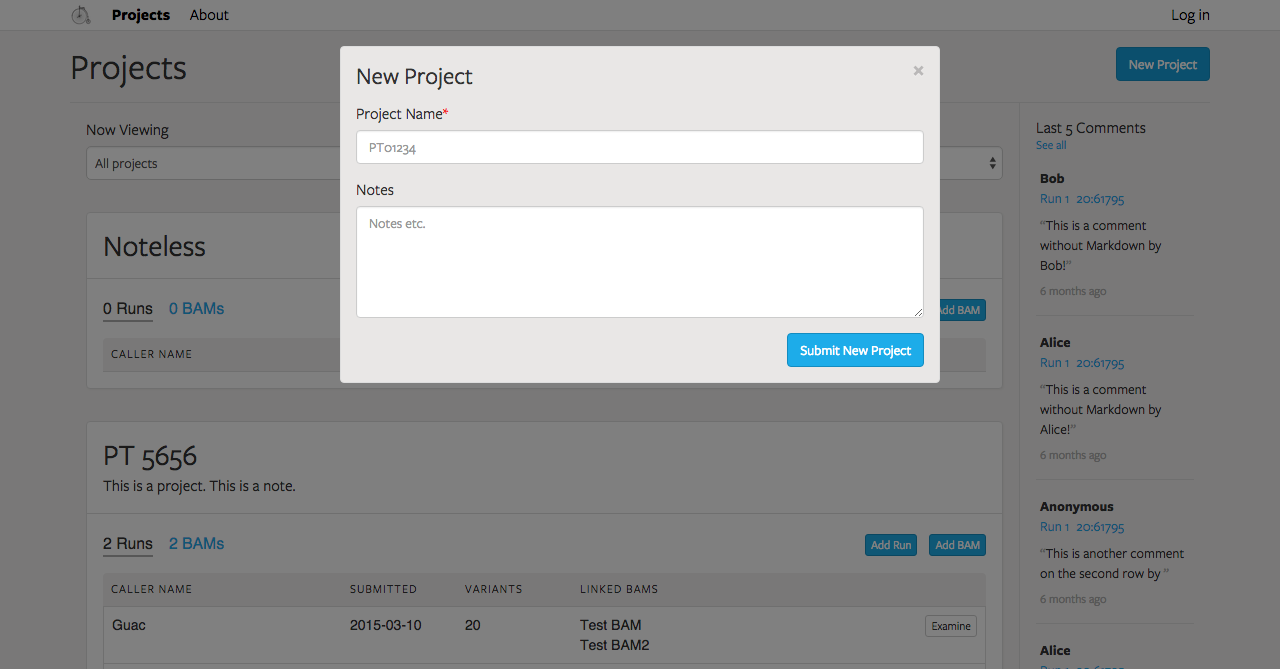 Projects
About
Log in
Projects
New Project
New Project
×
Project Name*
PT01234
Notes
Notes etc.
Submit New Project
Now Viewing
All projects
Noteless
0 Runs
0 BAMs
Add BAM
CALLER NAME
PT 5656
This is a project. This is a note.
2 Runs
2 BAMs
Add Run
Add BAM
CALLER NAME
SUBMITTED
VARIANTS
LINKED BAMS
Guac
2015-03-10
20
Test BAM
Test BAM2
Examine
Last 5 Comments
See all
Bob
Run 1 20:61795
“This is a comment
without Markdown by
Bob!”
6 months ago
Alice
Run 1 20:61795
“This is a comment
without Markdown by
Alice!”
6 months ago
Anonymous
Run 1 20:61795
“This is another comment
on the second row by ”
6 months ago
Alice